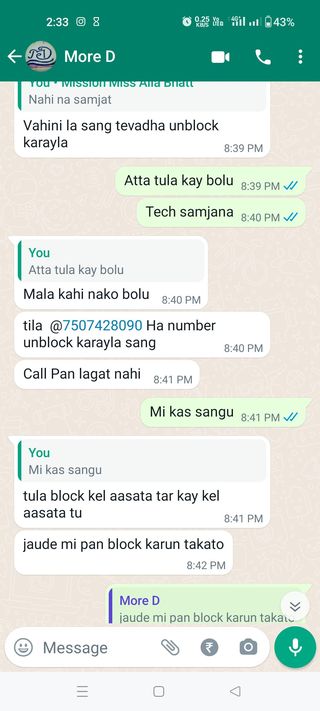 2:33
0.25 KB/S
Vo LTE
4G
43%
More D
You • Mission Miss Alia Bhatt
Nahi na samjat
Vahini la sang tevadha unblock
karayla
8:39 PM
Atta tula kay bolu 8:39 PM
Tech samjana 8:40 PM
You
Atta tula kay bolu
Mala kahi nako bolu 8:40 PM
tila @7507428090 Ha number
unblock karayla sang 8:40 PM
Call Pan lagat nahi 8:41 PM
Mi kas sangu 8:41 PM
You
Mi kas sangu
tula block kel aasata tar kay kel
aasata tu
8:41 PM
jaude mi pan block karun takato
8:42 PM
More D
jaude mi pan block karun takato
Message